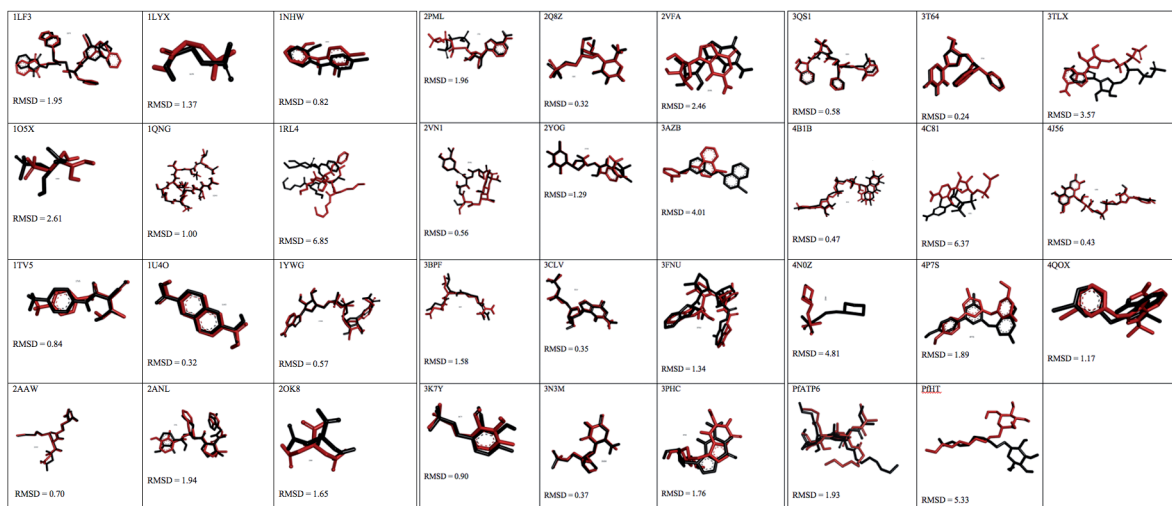 1LF3
1LYX
1NHW
2PML
2Q8Z
2VFA
3QS1
3T64
3TLX
RMSD = 1.95
RMSD = 1.37
RMSD = 0.82
RMSD = 1.96
RMSD = 0.32
RMSD = 2.46
RMSD = 0.58
RMSD = 0.24
RMSD = 3.57
1O5X
1QNG
1RL4
2VN1
2YOG
3AZB
4B1B
4C81
4J56
RMSD = 2.61
RMSD = 1.00
RMSD = 6.85
RMSD = 0.56
RMSD =1.29
RMSD = 4.01
RMSD = 0.47
RMSD = 6.37
RMSD = 0.43
1TV5
1U4O
1YWG
3BPF
3CLV
3FNU
4N0Z
4P7S
4QOX
RMSD = 0.84
RMSD = 0.32
RMSD = 0.57
RMSD = 1.58
RMSD = 0.35
RMSD = 1.34
RMSD = 4.81
RMSD = 1.89
RMSD = 1.17
2AAW
2ANL
2OK8
3K7Y
3N3M
3PHC
PfATP6
PfHT
RMSD = 0.70
RMSD = 1.94
RMSD = 1.65
RMSD = 0.90
RMSD = 0.37
RMSD = 1.76
RMSD = 1.93
RMSD = 5.33